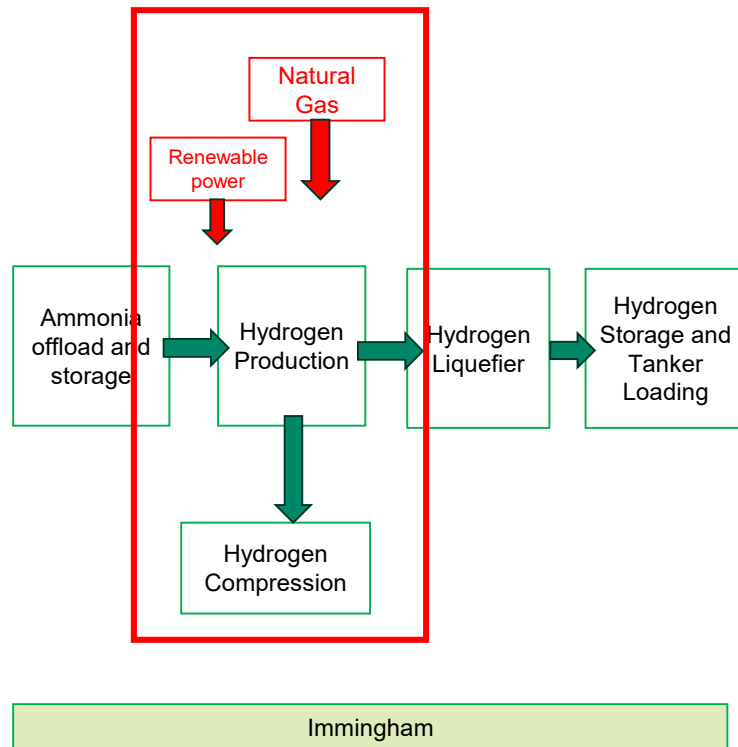 Natural
Gas
Renewable
power
Ammonia
offload and
storage
Hydrogen
Production
Hydrogen
Liquefier
Hydrogen
Storage and
Tanker
Loading
Hydrogen
Compression
Immingham